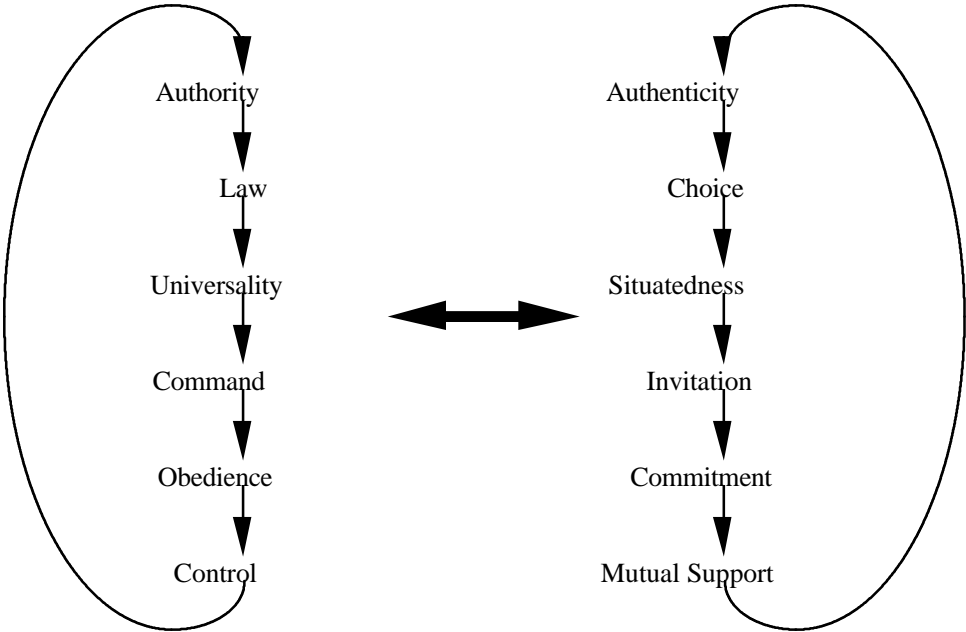 Authority
Law
Universality
Command
Obedience
Control
Authenticity
Choice
Situatedness
Invitation
Commitment
Mutual Support